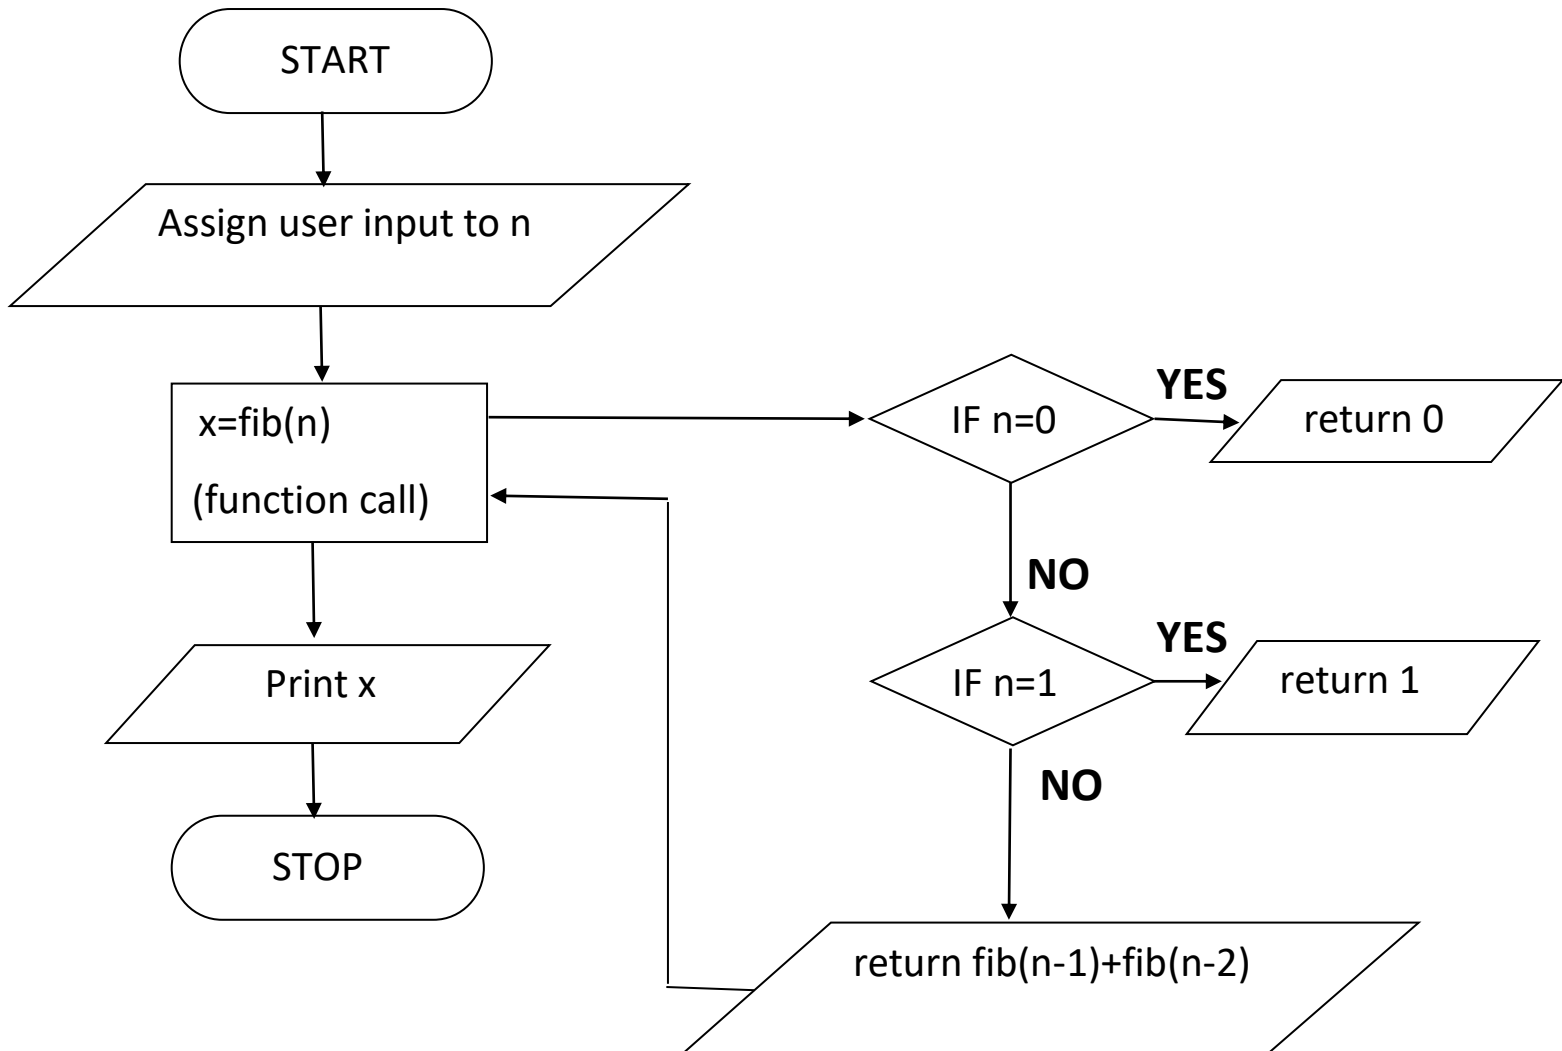 START
Assign user input to n
x=fib(n)
(function call)
IF n=0
YES
return 0
NO
IF n=1
YES
return 1
NO
return fib(n-1)+fib(n-2)
Print x
STOP